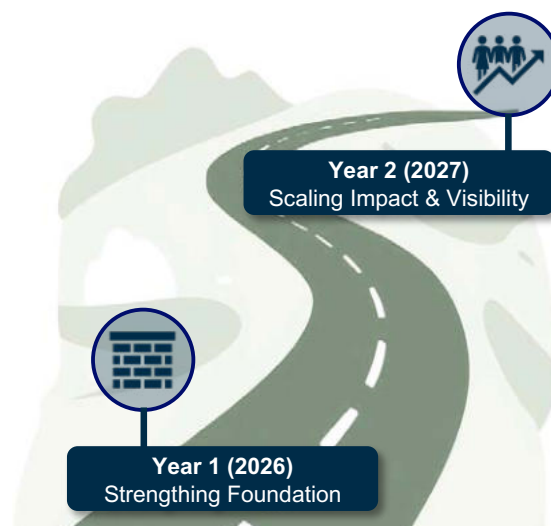 Year 2 (2027)
Scaling Impact & Visibility
Year 1 (2026)
Strengthing Foundation